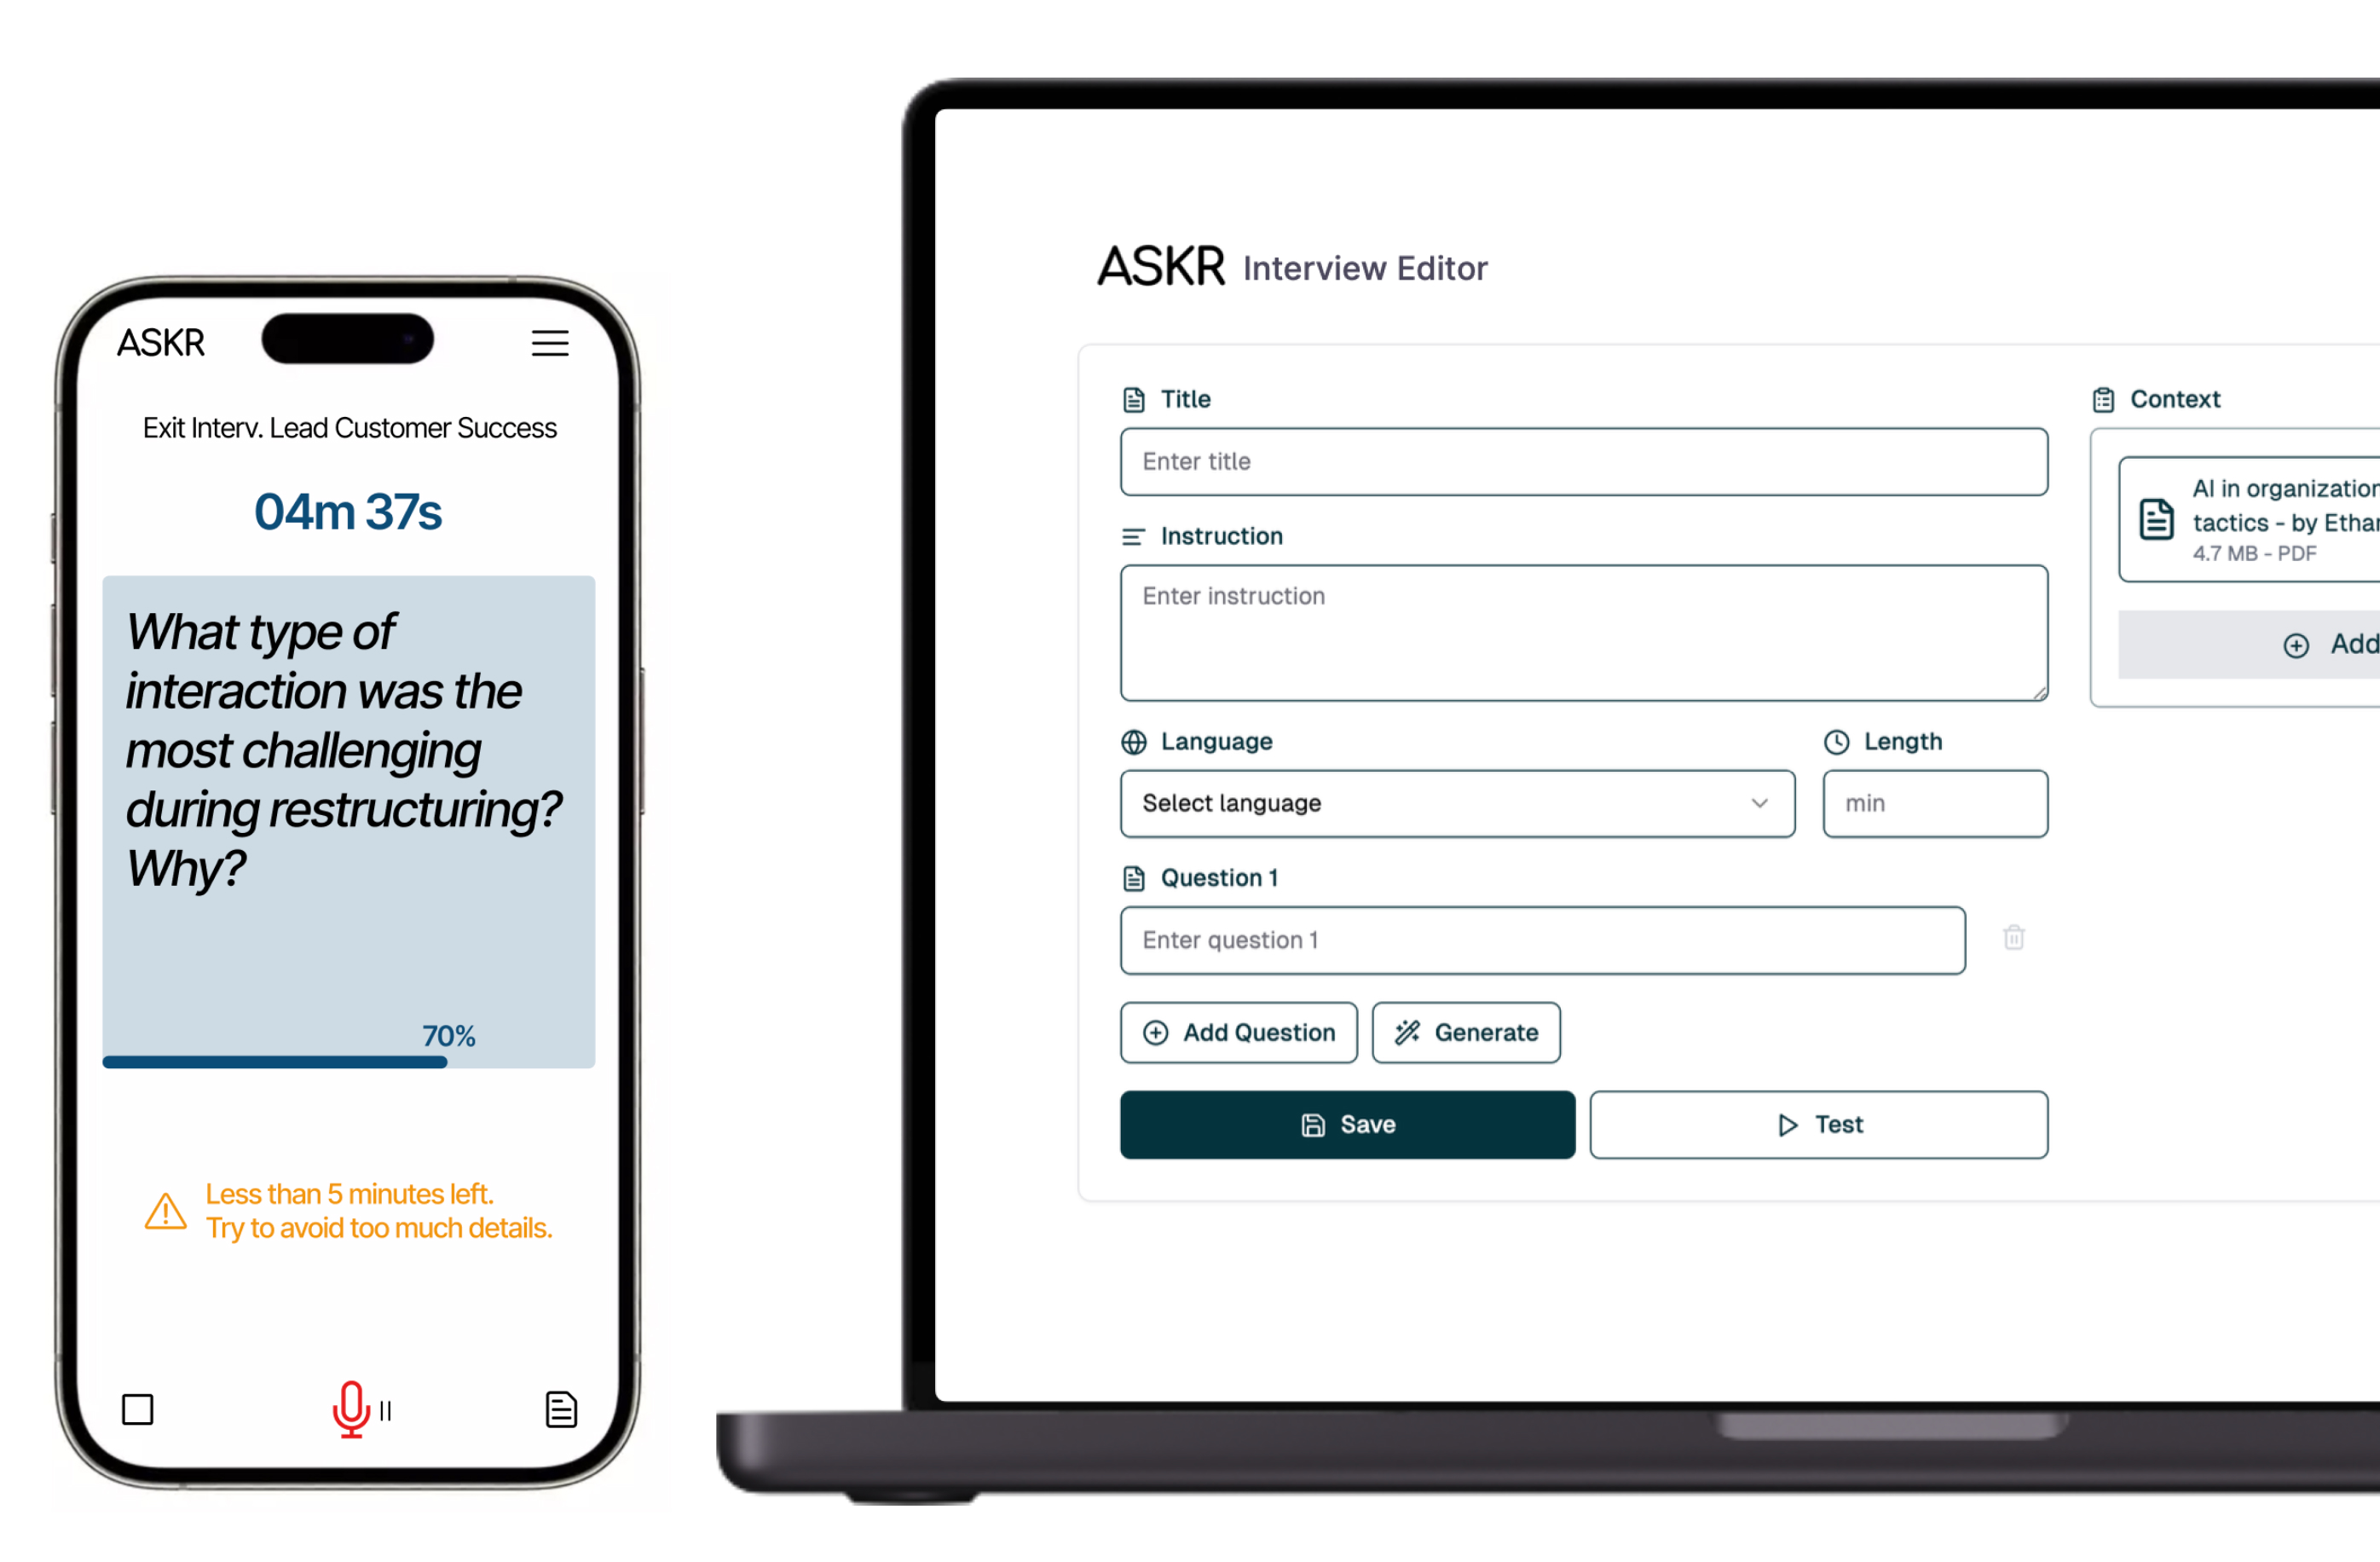 ASKR
Exit Interv. Lead Customer Success
04m 37s
What type of
interaction was the
most challenging
during restructuring?
Why?
70%
Less than 5 minutes left.
Try to avoid too much details.
ASKR Interview Editor
Title
Enter title
Instruction
Enter instruction
Language
Select language
Length
min
Question 1
Enter question 1
Add Question
Generate
Save
Test
Context
AI in organization
tactics - by Ethan
4.7 MB - PDF
Add